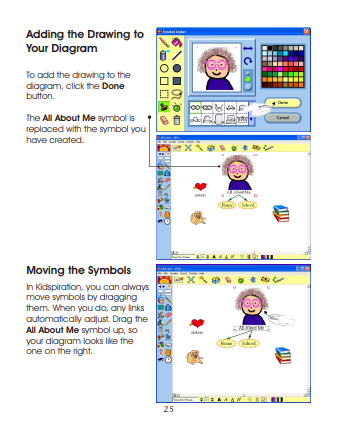 Adding the Drawing to
Your Diagram
To add the drawing to the
diagram, click the Done
button.
The All About Me symbol is
replaced with the symbol you
have created.
Symbol Maker
Done
Cancel
All About Me
Home
School
Moving the Symbols
In Kidspiration, you can always
move symbols by dragging
them. When you do, any links
automatically adjust. Drag the
All About Me symbol up, so
your diagram looks like the
one on the right.
All About Me
Home
School
25